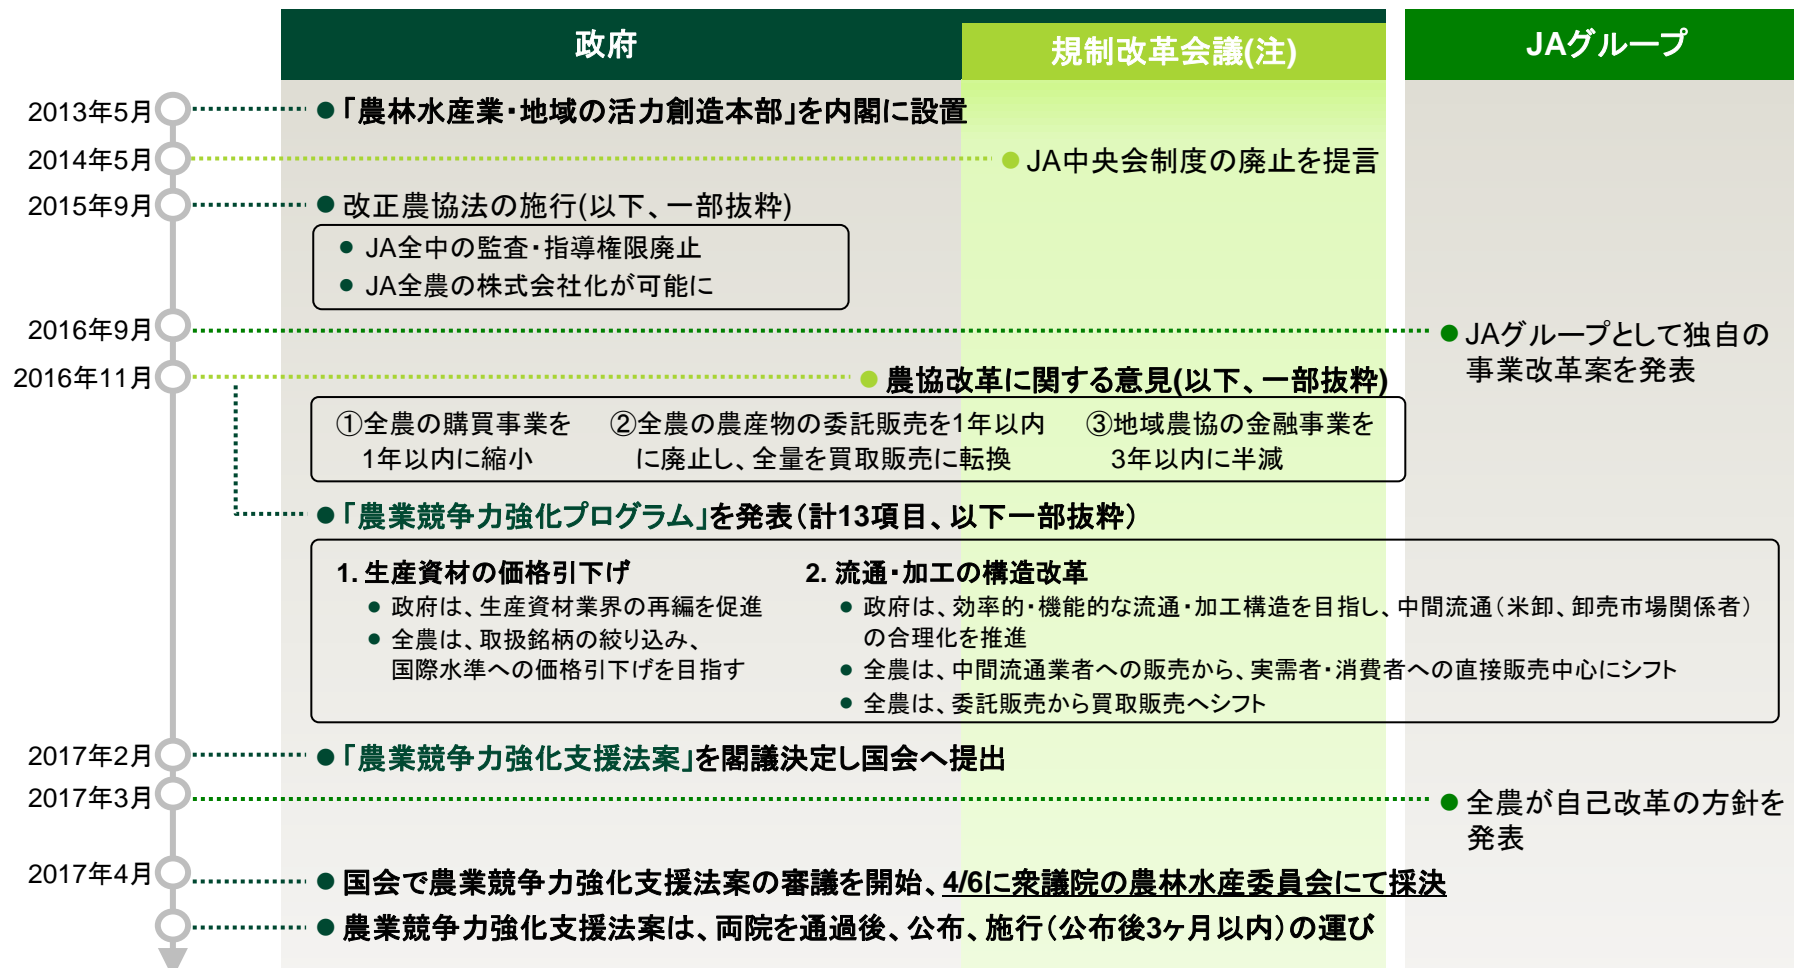 政府
規制改革会議(注)
JAグループ
2013年5月
●「農林水産業・地域の活力創造本部」を内閣に設置
2014年5月
●JA中央会制度の廃止を提言
2015年9月
●改正農協法の施行(以下、一部抜粋)
●JA全中の監査・指導権限廃止
●JA全農の株式会社化が可能に
2016年9月
●JAグループとして独自の
事業改革案を発表
2016年11月
●農協改革に関する意見(以下、一部抜粋)
①全農の購買事業を
1年以内に縮小
②全農の農産物の委託販売を1年以内
に廃止し、全量を買取販売に転換
③地域農協の金融事業を
3年以内に半減
●「農業競争力強化プログラム」を発表(計13項目、以下一部抜粋)
1. 生産資材の価格引下げ
●政府は、生産資材業界の再編を促進
●全農は、取扱銘柄の絞り込み、
国際水準への価格引下げを目指す
2. 流通・加工の構造改革
●政府は、効率的・機能的な流通・加工構造を目指し、中間流通(米卸、卸売市場関係者)
の合理化を推進
●全農は、中間流通業者への販売から、実需者・消費者への直接販売中心にシフト
●全農は、委託販売から買取販売へシフト
2017年2月
●「農業競争力強化支援法案」を閣議決定し国会へ提出
2017年3月
●全農が自己改革の方針を
発表
2017年4月
●国会で農業競争力強化支援法案の審議を開始、4/6に衆議院の農林水産委員会にて採決
●農業競争力強化支援法案は、両院を通過後、公布、施行(公布後3ヶ月以内)の運び